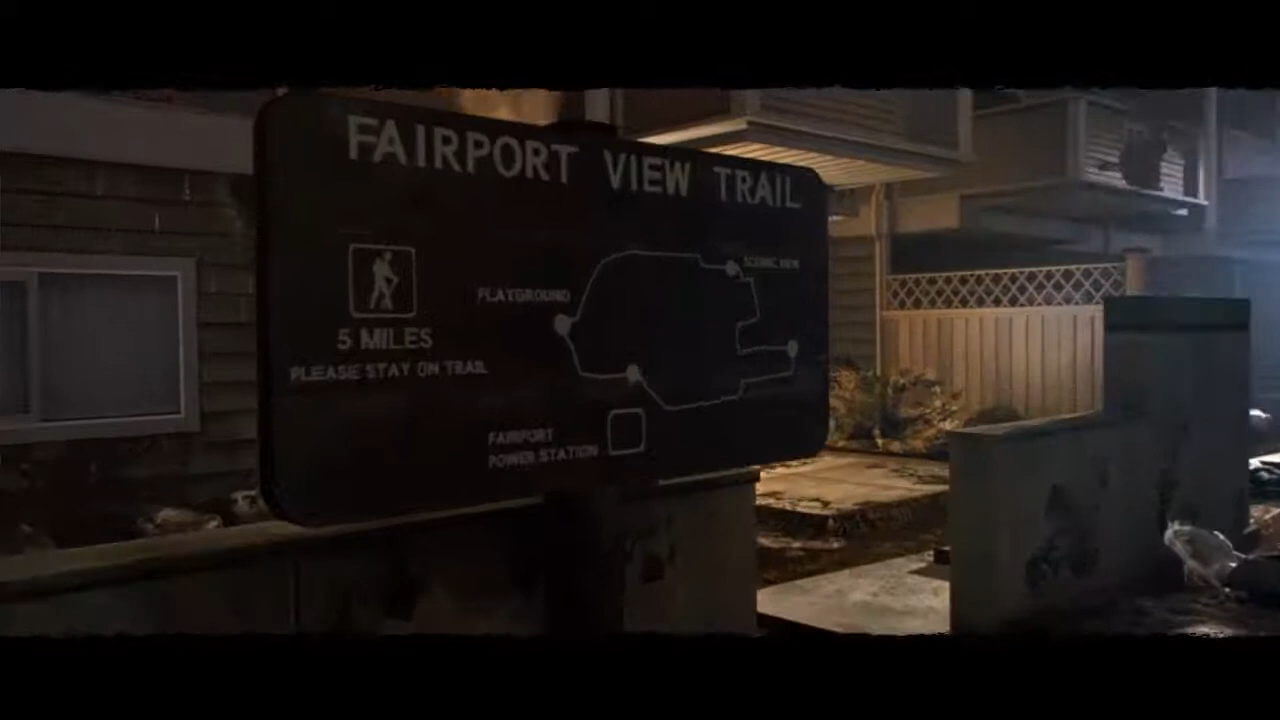 FAIRPORT VIEW TRAIL
SCENIC VIEW
PLAYGROUND
5 MILES
PLEASE STAY ON TRAIL
FAIRPORT
POWER STATION